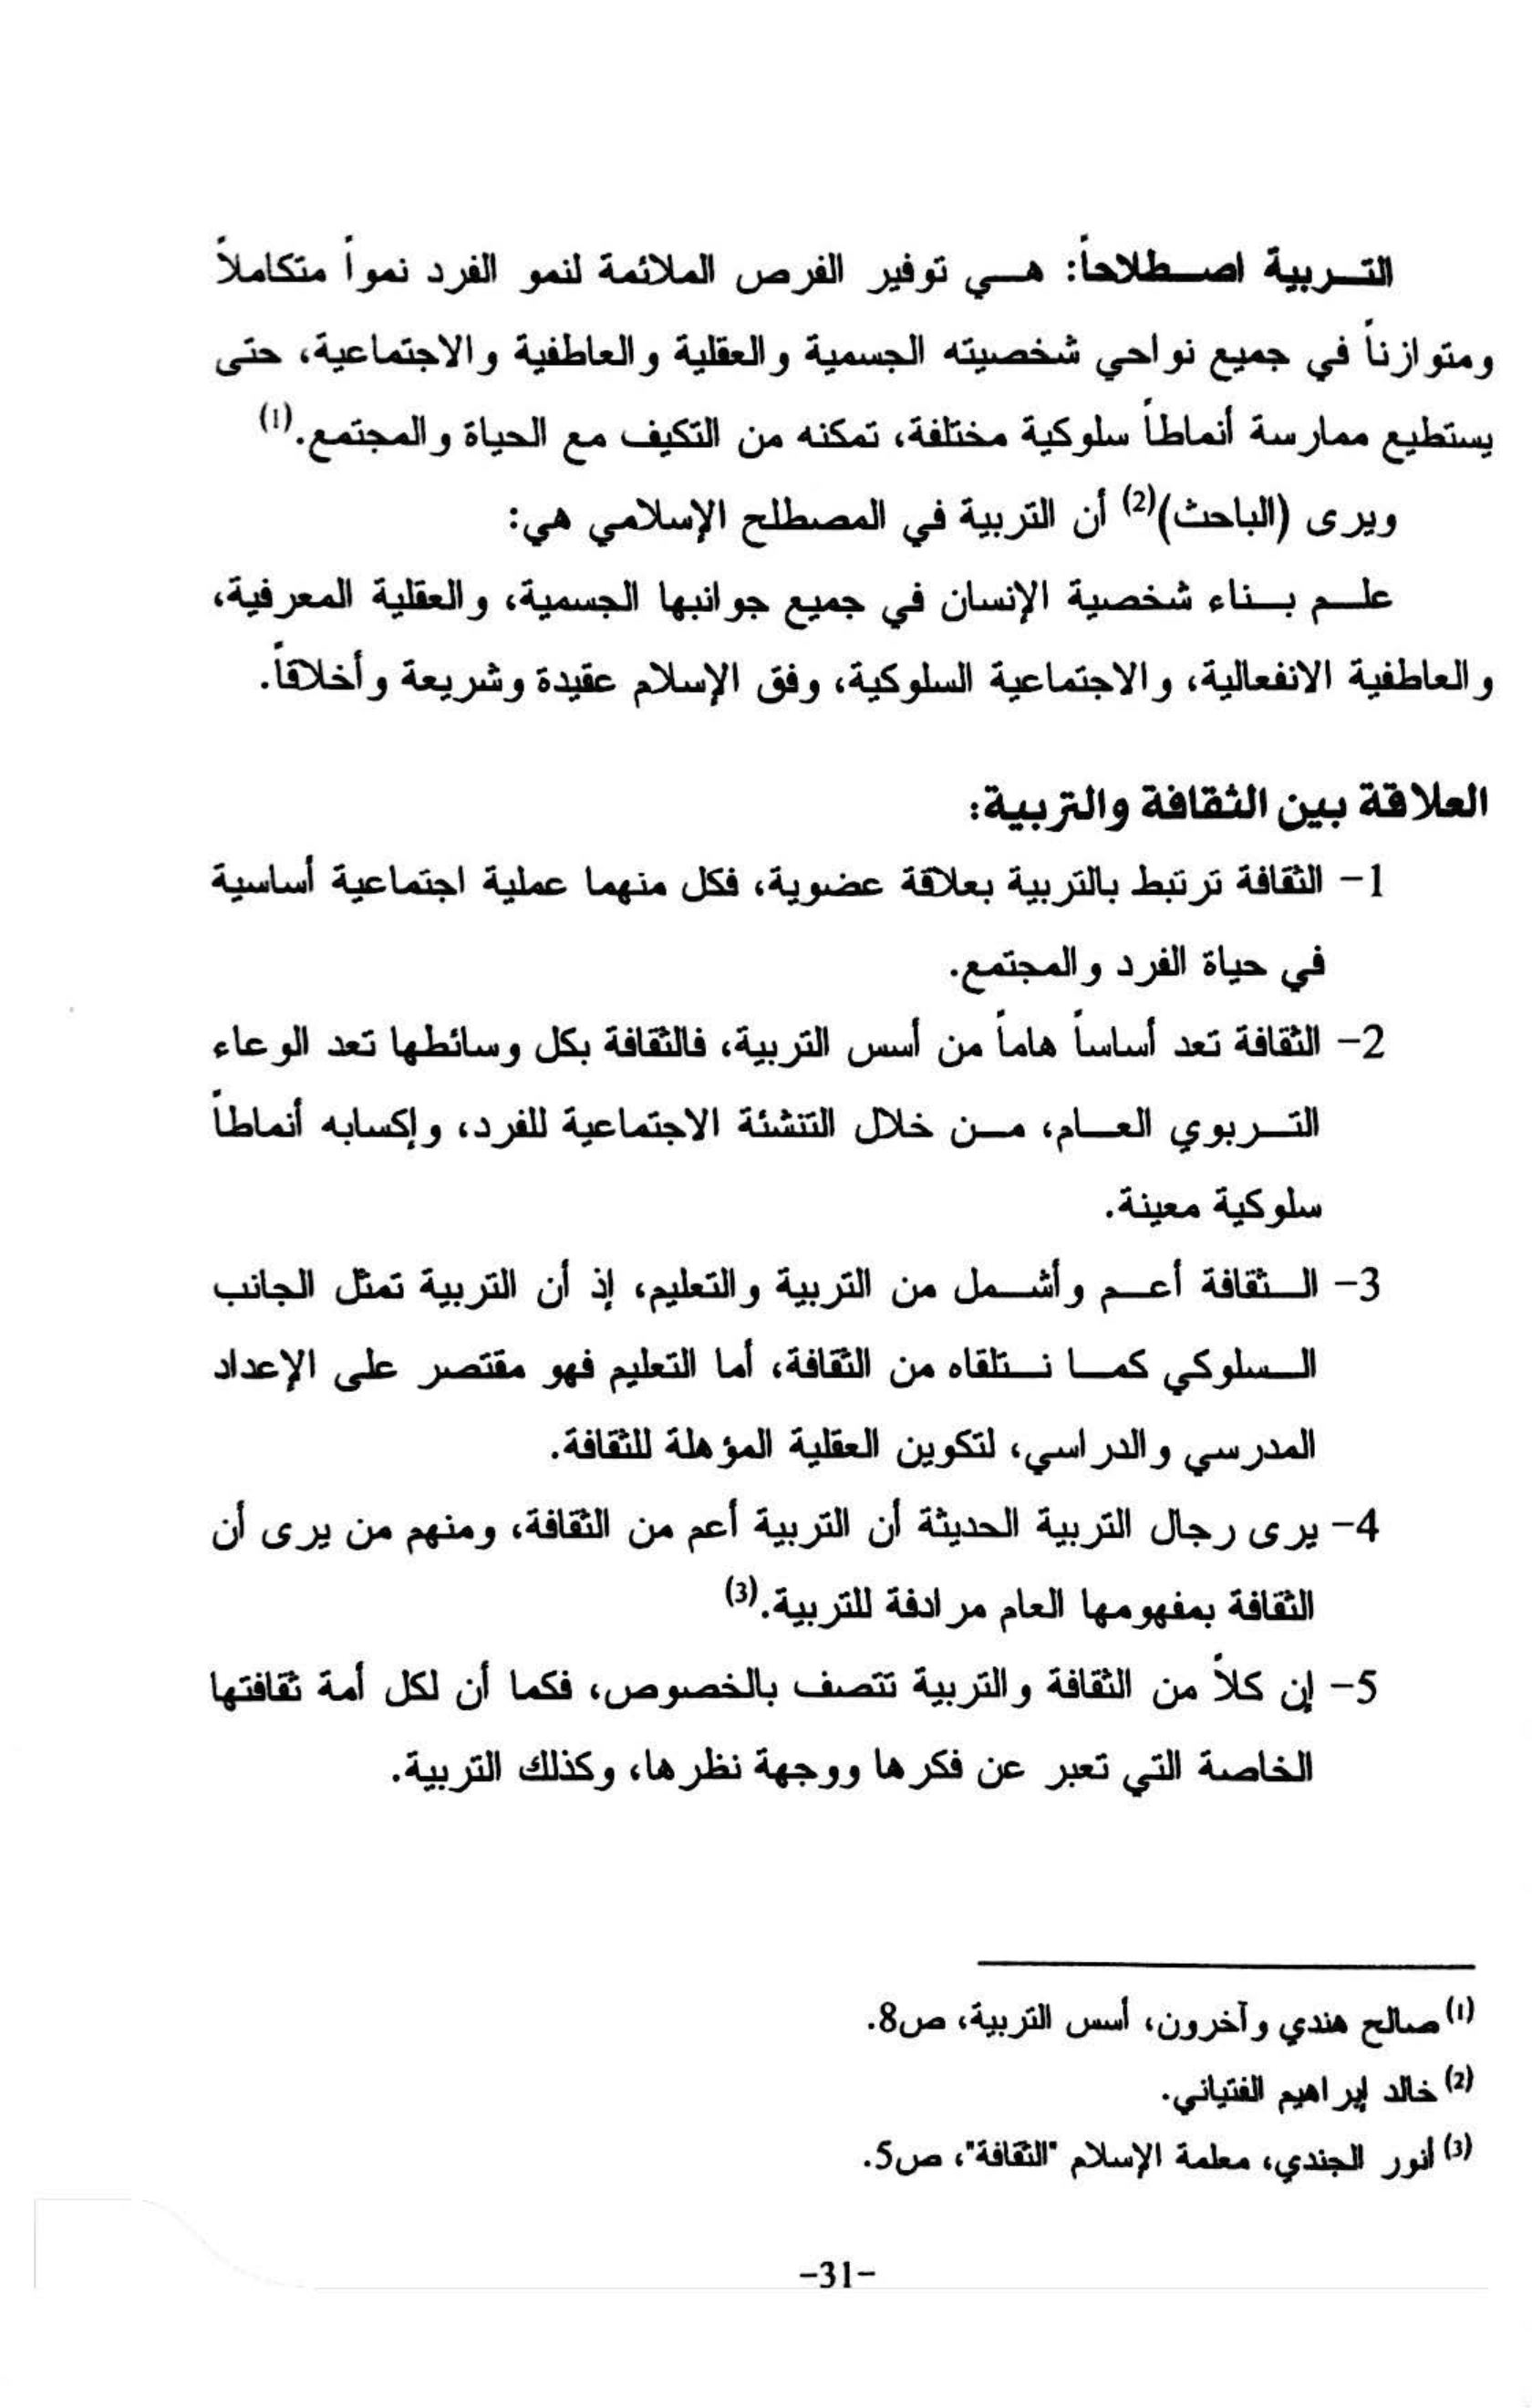 التربية اصطلاحاً: هي توفير الفرص الملائمة لنمو الفرد نمواً متكاملاً
ومتوازناً في جميع نواحي شخصيته الجسمية والعقلية والعاطفية والاجتماعية، حتى
يستطيع ممارسة أنماطاً سلوكية مختلفة، تمكنه من التكيف مع الحياة والمجتمع.(1)
ويرى (الباحث)(2) أن التربية في المصطلح الإسلامي هي:
علم بناء شخصية الإنسان في جميع جوانبها الجسمية، والعقلية المعرفية،
والعاطفية الانفعالية، والاجتماعية السلوكية، وفق الإسلام عقيدة وشريعة وأخلاقاً.
العلاقة بين الثقافة والتربية:
1- الثقافة ترتبط بالتربية بعلاقة عضوية، فكل منهما عملية اجتماعية أساسية
في حياة الفرد والمجتمع.
2- الثقافة تعد أساساً هاماً من أسس التربية، فالثقافة بكل وسائطها تعد الوعاء
التربوي العام، من خلال التنشئة الاجتماعية للفرد، وإكسابه أنماطاً
سلوكية معينة.
3- الثقافة أعم وأشمل من التربية والتعليم، إذ أن التربية تمثل الجانب
السلوكي كما نتلقاه من الثقافة، أما التعليم فهو مقتصر على الإعداد
المدرسي والدراسي، لتكوين العقلية المؤهلة للثقافة.
4- يرى رجال التربية الحديثة أن التربية أعم من الثقافة، ومنهم من يرى أن
الثقافة بمفهومها العام مرادفة للتربية.(3)
5- إن كلاً من الثقافة والتربية تتصف بالخصوص، فكما أن لكل أمة ثقافتها
الخاصة التي تعبر عن فكرها ووجهة نظرها، وكذلك التربية.
(1) صالح هندي وآخرون، أسس التربية، ص8.
(2) خالد إبراهيم الفتياني.
(3) أنور الجندي، معلمة الإسلام "الثقافة"، ص5.
-31-